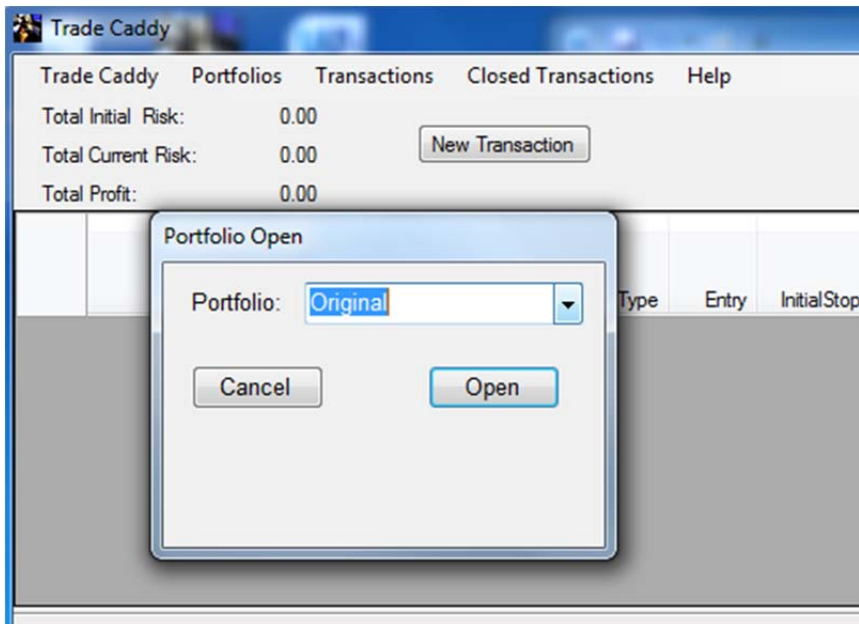 Trade Caddy
Trade Caddy Portfolios Transactions Closed Transactions Help
Total Initial Risk: 0.00
Total Current Risk: 0.00
New Transaction
Total Profit: 0.00
Portfolio Open
Portfolio: Original
Type Entry InitialStop
Cancel Open